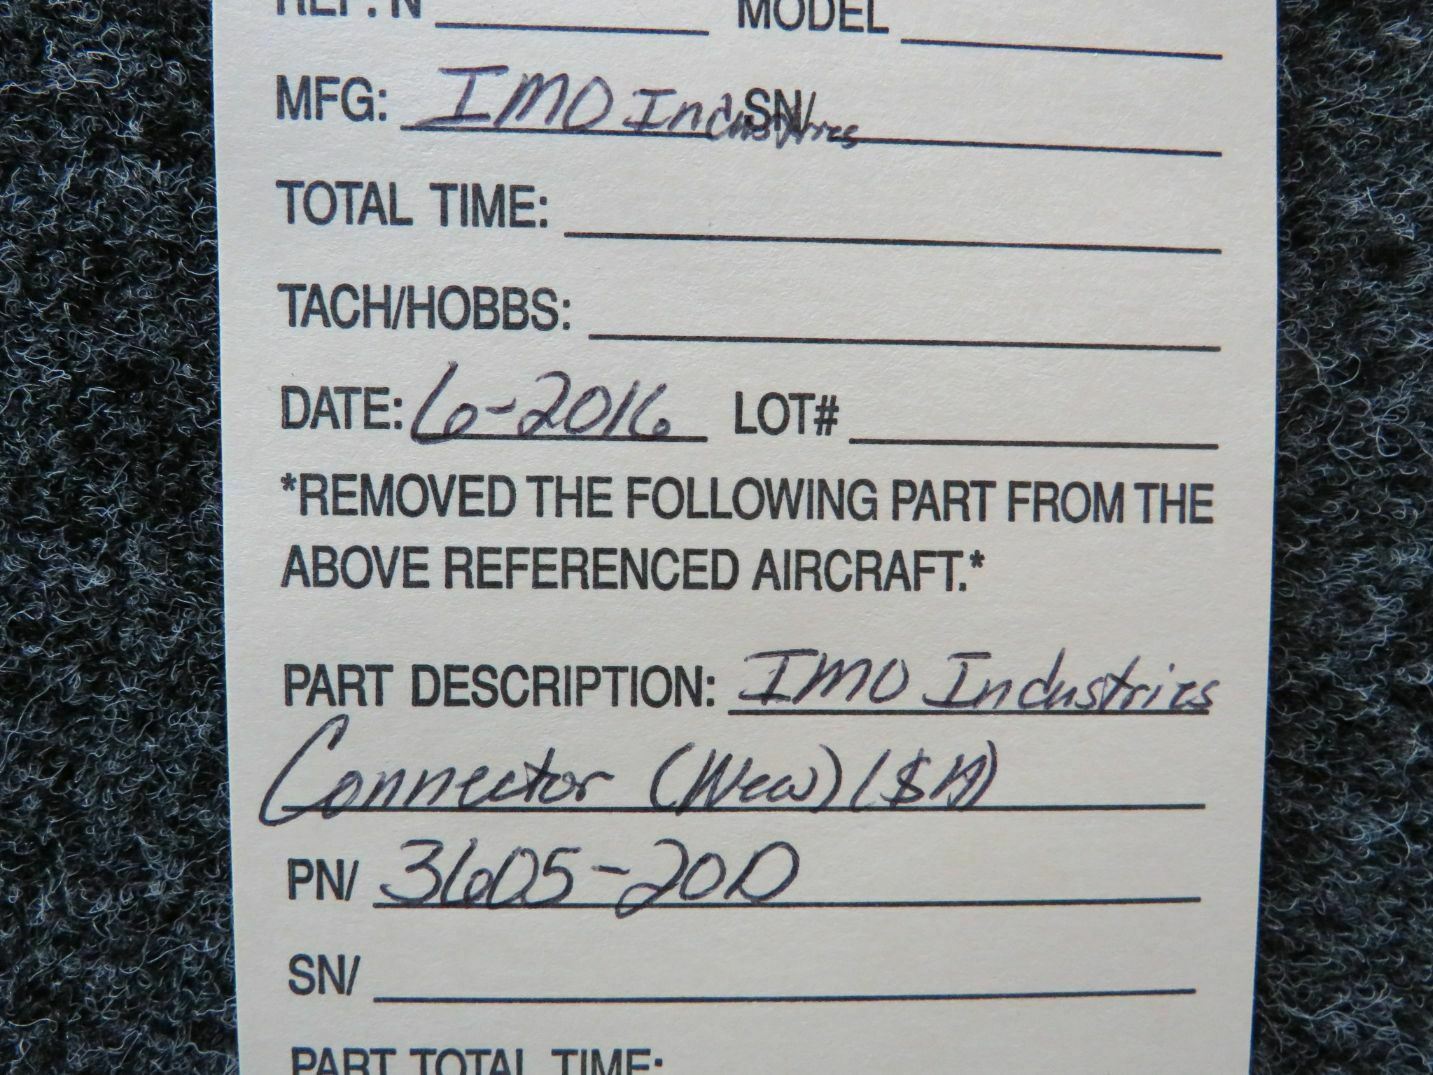 MODEL
MFG: IMO Industries SN/
TOTAL TIME:
TACH/HOBBS:
DATE: 6-2016 LOT#
*REMOVED THE FOLLOWING PART FROM THE
ABOVE REFERENCED AIRCRAFT.*
PART DESCRIPTION: IMO Industries
Connector (New)
PN/ 3605-20D
SN/
PART TOTAL TIME: